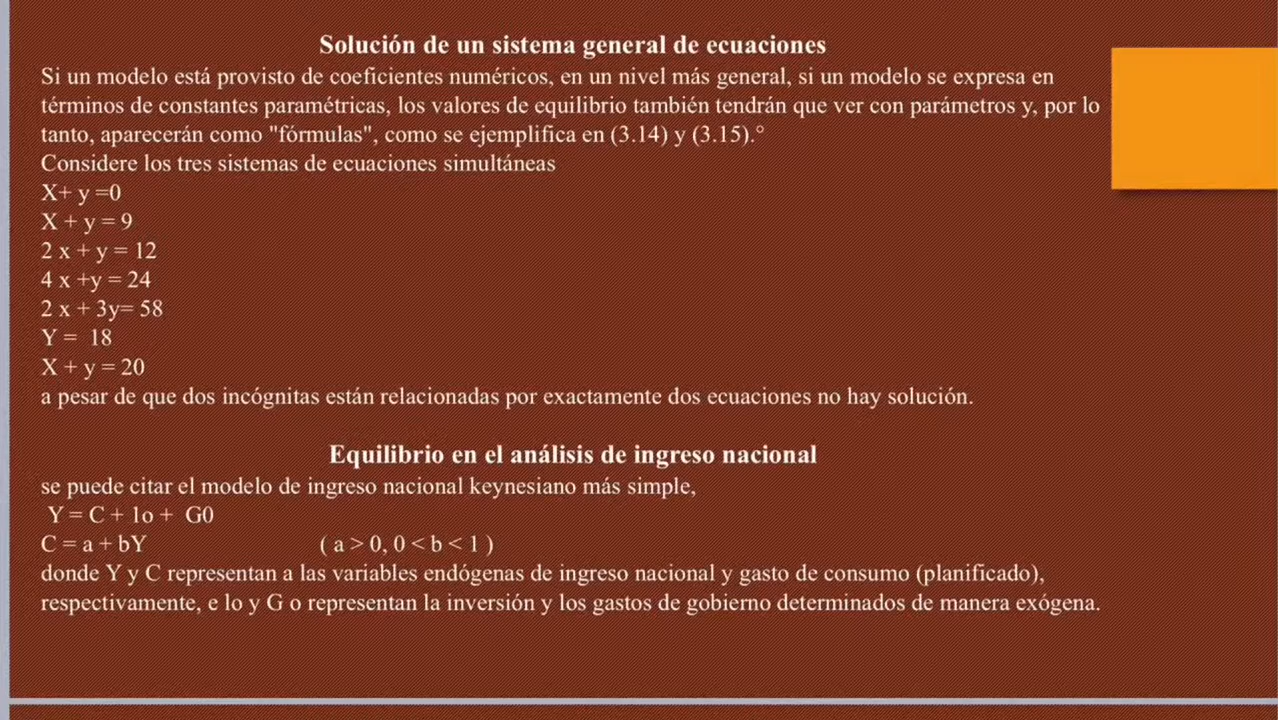 Solución de un sistema general de ecuaciones
Si un modelo está provisto de coeficientes numéricos, en un nivel más general, si un modelo se expresa en
términos de constantes paramétricas, los valores de equilibrio también tendrán que ver con parámetros y, por lo
tanto, aparecerán como "fórmulas", como se ejemplifica en (3.14) y (3.15).°
Considere los tres sistemas de ecuaciones simultáneas
X+ y =0
X + y = 9
2 x + y = 12
4 x +y = 24
2 x + 3y= 58
Y =  18
X + y = 20
a pesar de que dos incógnitas están relacionadas por exactamente dos ecuaciones no hay solución.
Equilibrio en el análisis de ingreso nacional
se puede citar el modelo de ingreso nacional keynesiano más simple,
Y = C + 1o +  G0
C = a + bY ( a > 0, 0 < b < 1 )
donde Y y C representan a las variables endógenas de ingreso nacional y gasto de consumo (planificado),
respectivamente, e lo y G o representan la inversión y los gastos de gobierno determinados de manera exógena.